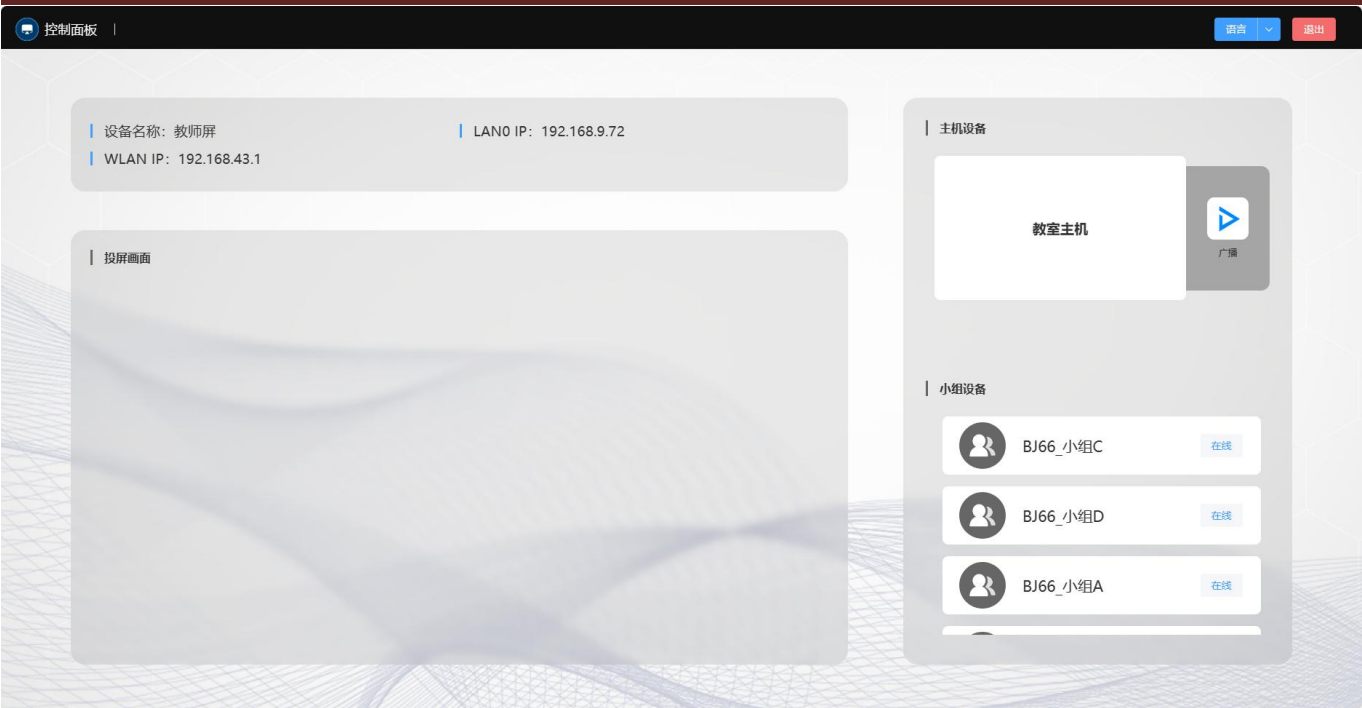 控制面板 |
语言
退出
设备名称：教师屏
LAN0 IP：192.168.9.72
WLAN IP：192.168.43.1
投屏画面
主机设备
教室主机
广播
小组设备
BJ66_小组C
在线
BJ66_小组D
在线
BJ66_小组A
在线